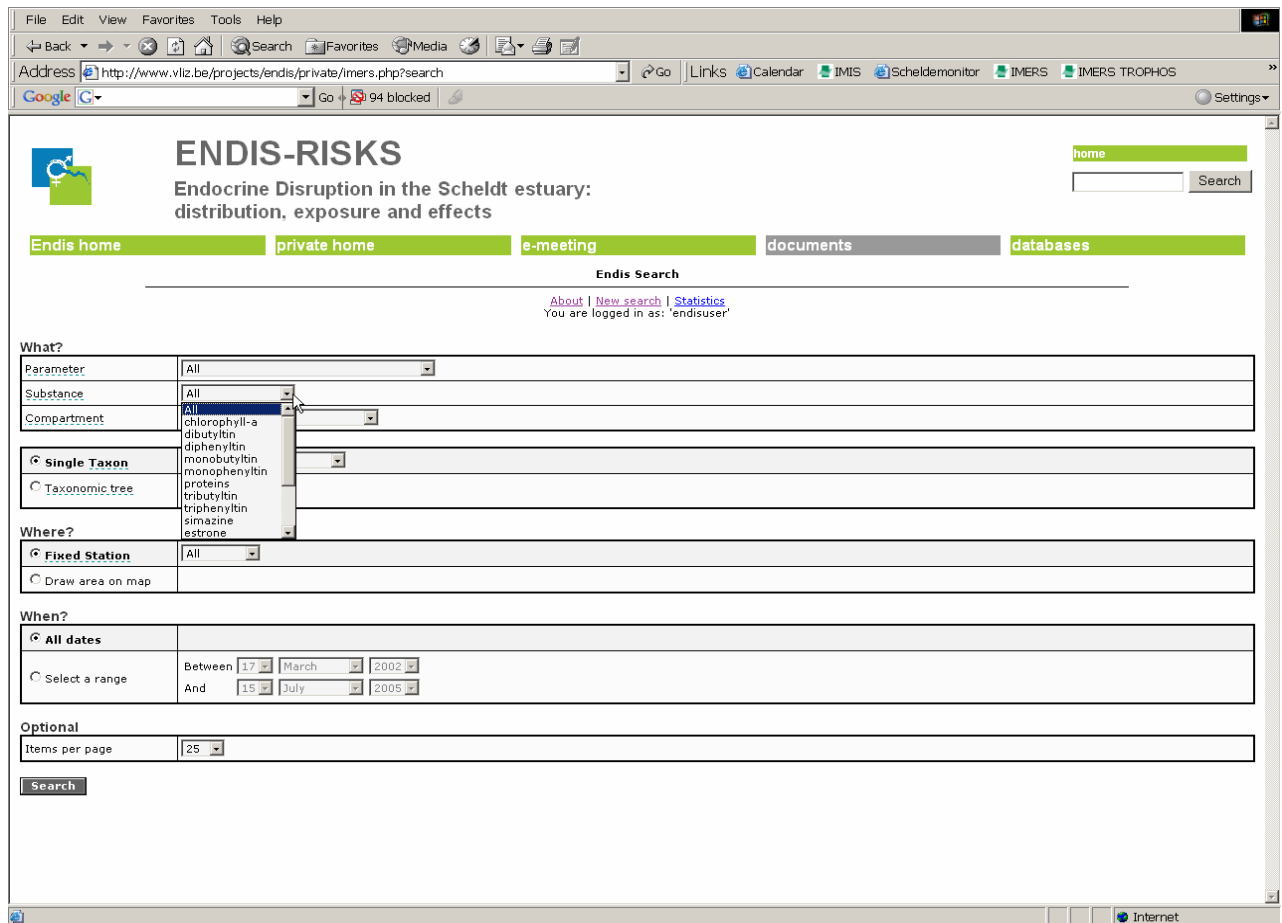 File Edit View Favorites Tools Help
Back Search Favorites Media
Address http://www.vliz.be/projects/endis/private/imers.php?search Go Links Calendar IMIS Scheldemonitor IMERS IMERS TROPHOS »
Google G Go 94 blocked Settings
ENDIS-RISKS
home
Endocrine Disruption in the Scheldt estuary:
distribution, exposure and effects
Search
Endis home private home e-meeting documents databases
Endis Search
About | New search | Statistics
You are logged in as: 'endisuser'
What?
Parameter All
Substance All
Compartment
All
chlorophyll-a
dibutyltin
diphenyltin
monobutyltin
monophenyltin
proteins
tributyltin
triphenyltin
simazine
estrone
Single Taxon
Taxonomic tree
Where?
Fixed Station All
Draw area on map
When?
All dates
Select a range
Between 17 March 2002
And 15 July 2005
Optional
Items per page 25
Search
Internet